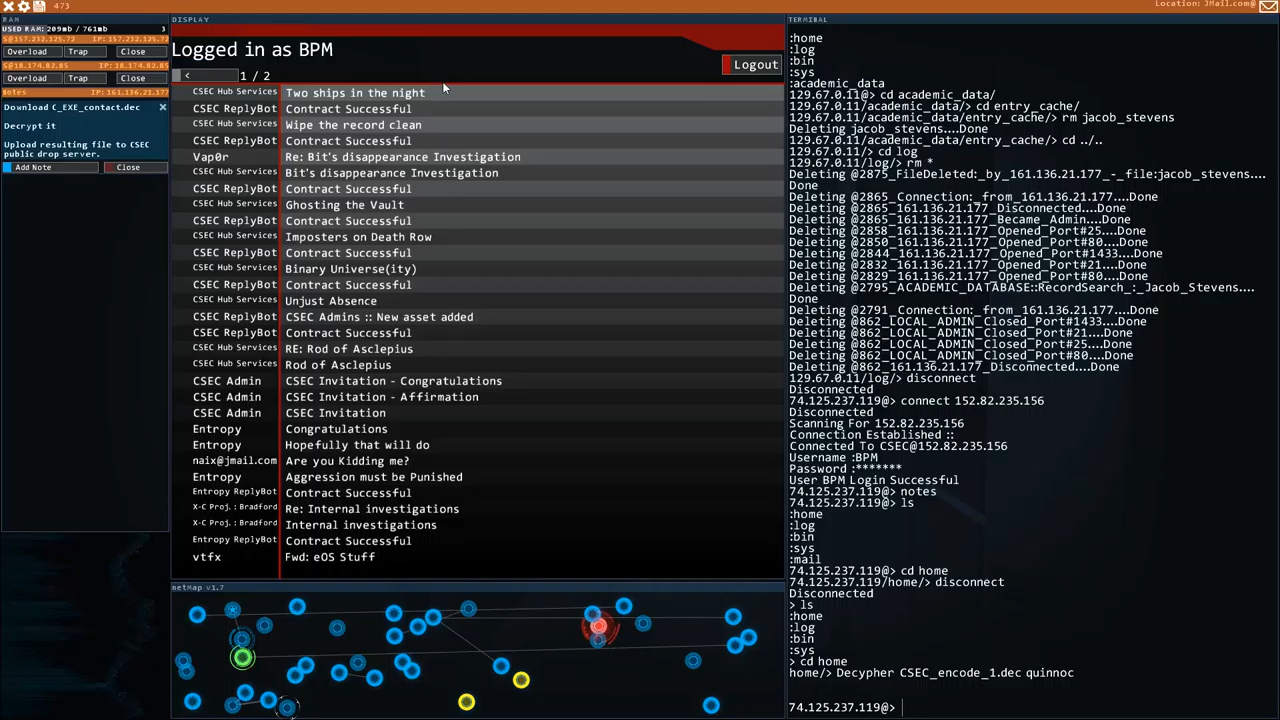 473
Location: JMail.com@
RAM
USED RAM: 209mb / 761mb 3
S@157.232.125.72 IP: 157.232.125.72
Overload Trap Close
S@18.174.82.85 IP: 18.174.82.85
Overload Trap Close
notes IP: 161.136.21.177
Download C_EXE_contact.dec
Decrypt it
Upload resulting file to CSEC
public drop server.
Add Note Close
DISPLAY
Logged in as BPM
Logout
< 1 / 2
CSEC Hub Services Two ships in the night
CSEC ReplyBot Contract Successful
CSEC Hub Services Wipe the record clean
CSEC ReplyBot Contract Successful
Vap0r Re: Bit's disappearance Investigation
CSEC Hub Services Bit's disappearance Investigation
CSEC ReplyBot Contract Successful
CSEC Hub Services Ghosting the Vault
CSEC ReplyBot Contract Successful
CSEC Hub Services Imposters on Death Row
CSEC ReplyBot Contract Successful
CSEC Hub Services Binary Universe(ity)
CSEC ReplyBot Contract Successful
CSEC Hub Services Unjust Absence
CSEC ReplyBot CSEC Admins :: New asset added
CSEC ReplyBot Contract Successful
CSEC Hub Services RE: Rod of Asclepius
CSEC Hub Services Rod of Asclepius
CSEC Admin CSEC Invitation - Congratulations
CSEC Admin CSEC Invitation - Affirmation
CSEC Admin CSEC Invitation
Entropy Congratulations
Entropy Hopefully that will do
naix@jmail.com Are you Kidding me?
Entropy Aggression must be Punished
Entropy ReplyBot Contract Successful
X-C Proj.: Bradford Re: Internal investigations
X-C Proj.: Bradford Internal investigations
Entropy ReplyBot Contract Successful
vtfx Fwd: eOS Stuff
netMap v1.7
TERMINAL
:home
:log
:bin
:sys
:academic_data
129.67.0.11@> cd academic_data/
129.67.0.11/academic_data/> cd entry_cache/
129.67.0.11/academic_data/entry_cache/> rm jacob_stevens
Deleting jacob_stevens....Done
129.67.0.11/academic_data/entry_cache/> cd ../..
129.67.0.11> cd log
129.67.0.11/log/> rm *
Deleting @2875_FileDeleted:_by_161.136.21.177_-_file:jacob_stevens....
Done
Deleting @2865_Connection:_from_161.136.21.177....Done
Deleting @2865_161.136.21.177_Disconnected....Done
Deleting @2865_161.136.21.177_Became_Admin....Done
Deleting @2858_161.136.21.177_Opened_Port#25....Done
Deleting @2850_161.136.21.177_Opened_Port#80....Done
Deleting @2844_161.136.21.177_Opened_Port#1433....Done
Deleting @2832_161.136.21.177_Opened_Port#21....Done
Deleting @2829_161.136.21.177_Opened_Port#80....Done
Deleting @2795_ACADEMIC_DATABASE::RecordSearch_:_Jacob_Stevens....
Done
Deleting @2791_Connection:_from_161.136.21.177....Done
Deleting @862_LOCAL_ADMIN_Closed_Port#1433....Done
Deleting @862_LOCAL_ADMIN_Closed_Port#21....Done
Deleting @862_LOCAL_ADMIN_Closed_Port#25....Done
Deleting @862_LOCAL_ADMIN_Closed_Port#80....Done
Deleting @862_161.136.21.177_Disconnected....Done
129.67.0.11/log/> disconnect
Disconnected
74.125.237.119@> connect 152.82.235.156
Disconnected
Scanning For 152.82.235.156
Connection Established ::
Connected To CSEC@152.82.235.156
Username :BPM
Password :*******
User BPM Login Successful
74.125.237.119@> notes
74.125.237.119@> ls
:home
:log
:bin
:sys
:mail
74.125.237.119@> cd home
74.125.237.119/home/> disconnect
Disconnected
> ls
:home
:log
:bin
:sys
> cd home
home/> Decypher CSEC_encode_1.dec quinnoc
74.125.237.119@>